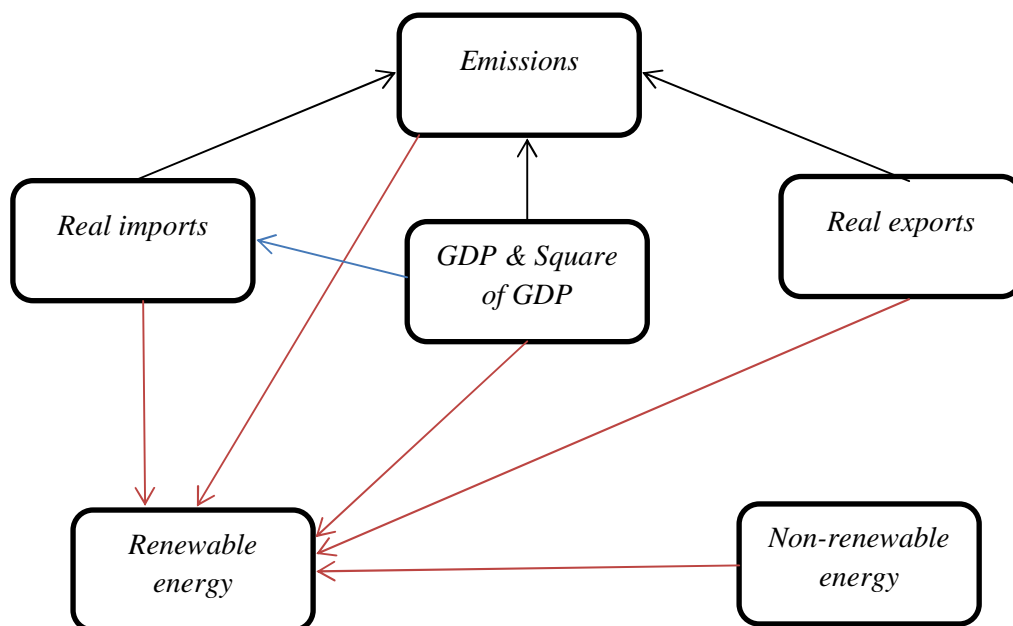 Emissions
Real imports
GDP & Square
of GDP
Real exports
Renewable
energy
Non-renewable
energy